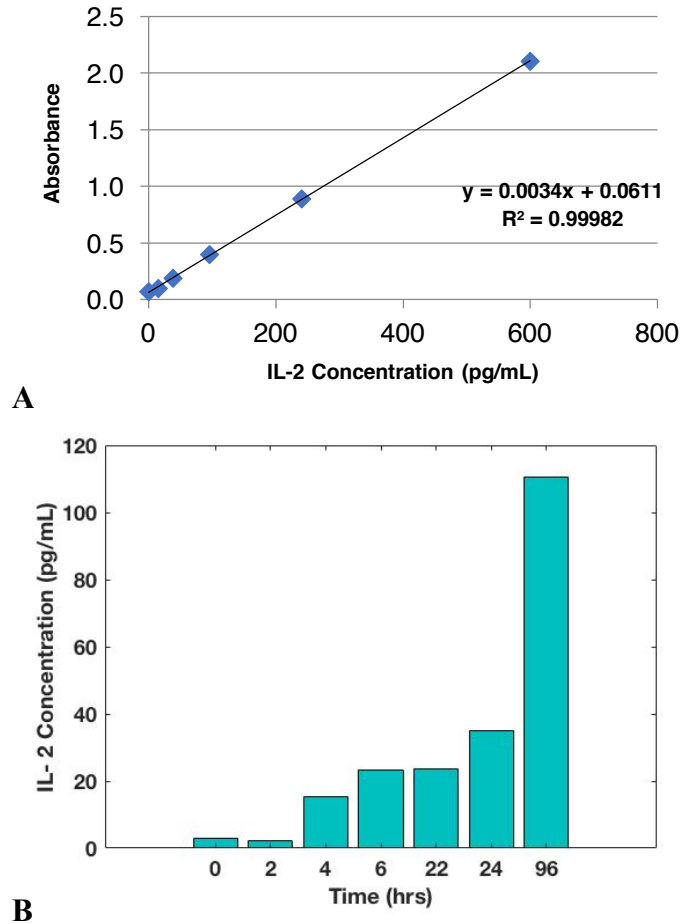 2.5
2.0
1.5
1.0
0.5
0.0
Absorbance
y = 0.0034x + 0.0611
R² = 0.99982
0 200 400 600 800
IL-2 Concentration (pg/mL)
A
120
100
80
60
40
20
0
IL- 2 Concentration (pg/mL)
0 2 4 6 22 24 96
Time (hrs)
B